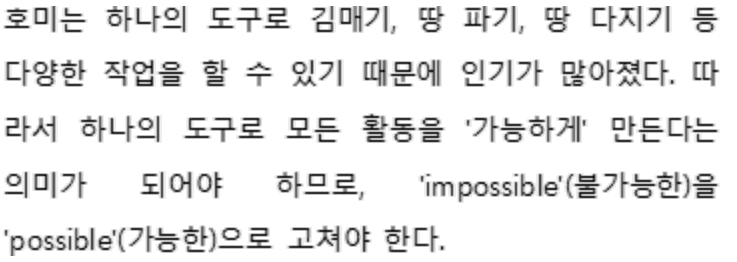 호미는 하나의 도구로 김매기, 땅 파기, 땅 다지기 등
다양한 작업을 할 수 있기 때문에 인기가 많아졌다. 따
라서 하나의 도구로 모든 활동을 '가능하게' 만든다는
의미가 되어야 하므로, 'impossible'(불가능한)을
'possible'(가능한)으로 고쳐야 한다.